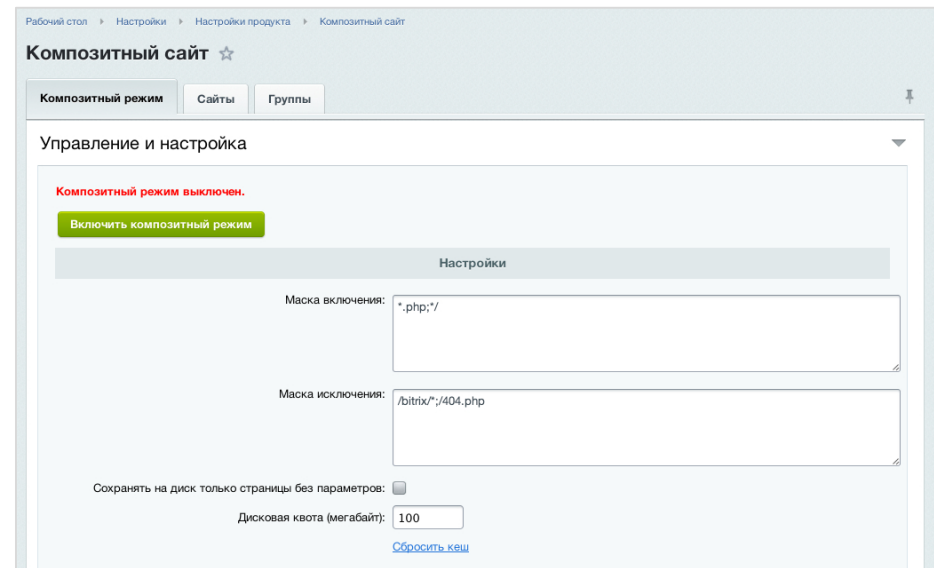 Рабочий стол Настройки Настройки продукта Композитный сайт
Композитный сайт
Композитный режим Сайты Группы
Управление и настройка
Композитный режим выключен.
Включить композитный режим
Настройки
Маска включения: *.php;*/
Маска исключения: /bitrix/*;/404.php
Сохранять на диск только страницы без параметров:
Дисковая квота (мегабайт): 100
Сбросить кеш